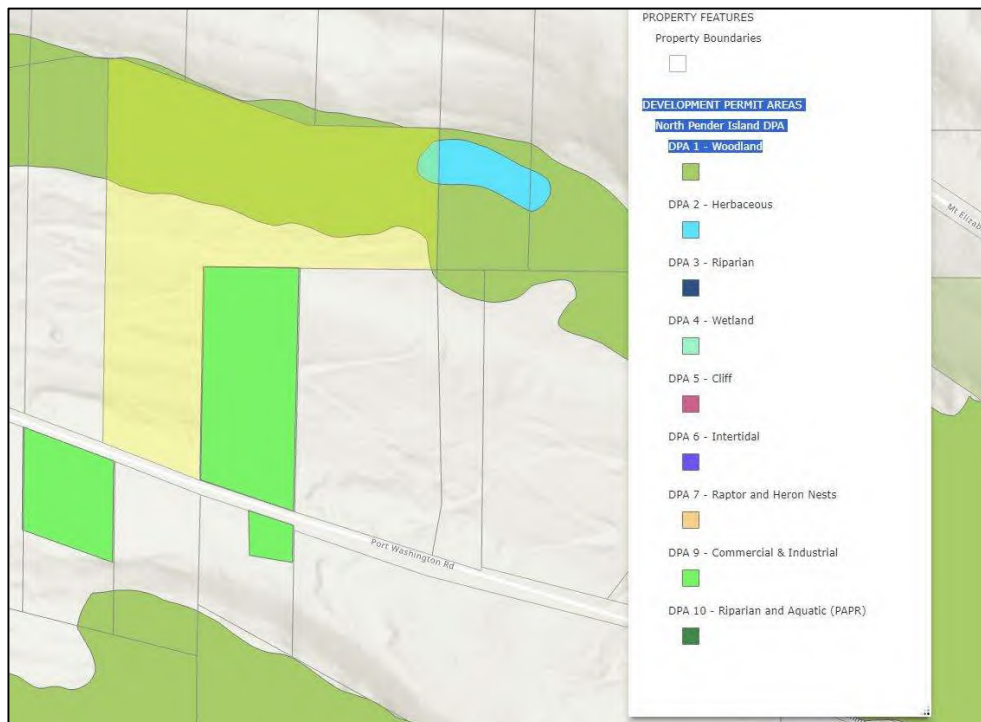 PROPERTY FEATURES
Property Boundaries
DEVELOPMENT PERMIT AREAS
North Pender Island DPA
DPA 1 - Woodland
DPA 2 - Herbaceous
DPA 3 - Riparian
DPA 4 - Wetland
DPA 5 - Cliff
DPA 6 - Intertidal
DPA 7 - Raptor and Heron Nests
DPA 9 - Commercial & Industrial
DPA 10 - Riparian and Aquatic (PAPR)
Port Washington Rd
Mt Elizab